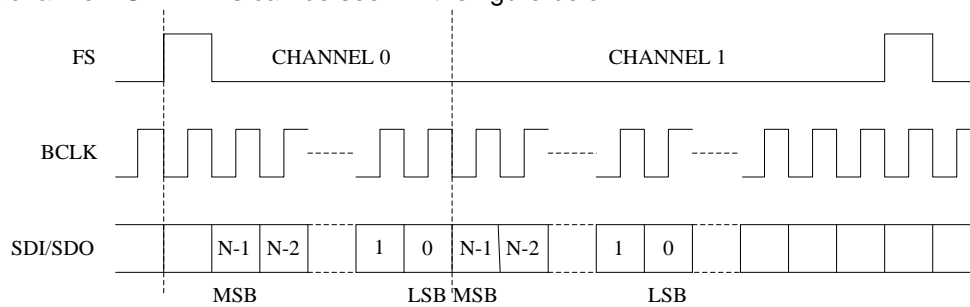 FS CHANNEL 0 CHANNEL 1
BCLK
SDI/SDO N-1 N-2 1 0 N-1 N-2 1 0
MSB LSB MSB LSB